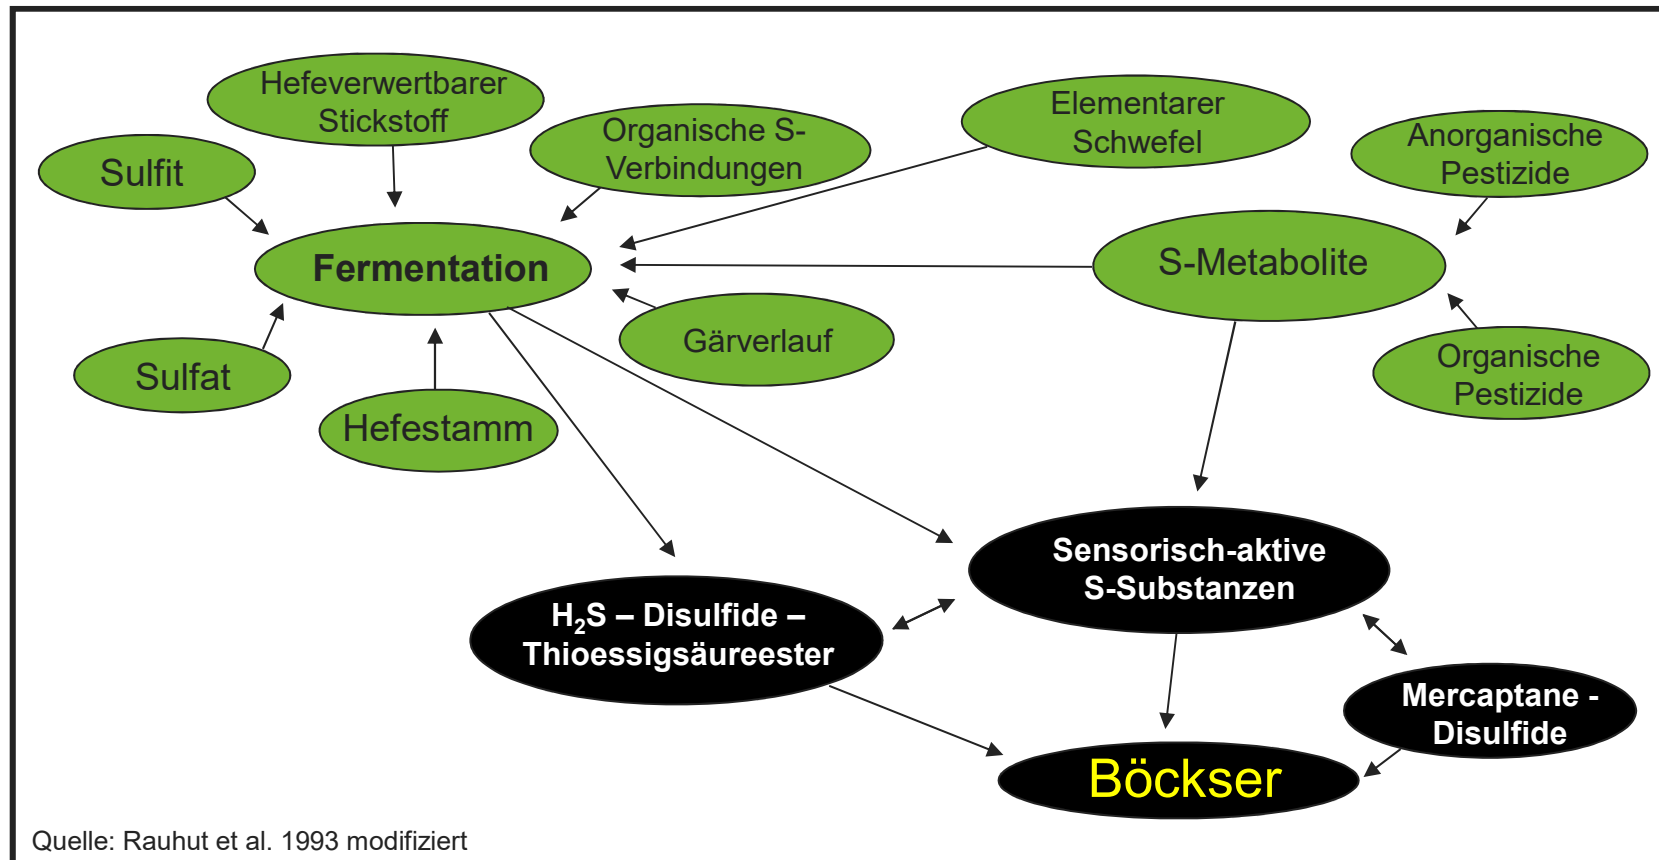 Hefeverwertbarer
Stickstoff
Organische S-
Verbindungen
Elementarer
Schwefel
Anorganische
Pestizide
Sulfit
Fermentation
S-Metabolite
Gärverlauf
Sulfat
Organische
Pestizide
Hefestamm
Sensorisch-aktive
S-Substanzen
H₂S – Disulfide –
Thioessigsäureester
Mercaptane -
Disulfide
Böckser
Quelle: Rauhut et al. 1993 modifiziert